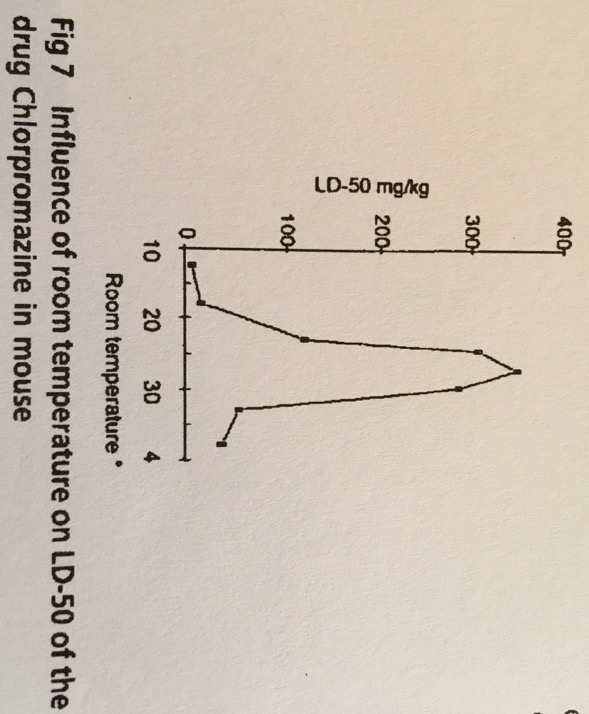 LD-50 mg/kg
400
300
200
100
0
10 20 30 4
Room temperature °
Fig 7 Influence of room temperature on LD-50 of the
drug Chlorpromazine in mouse